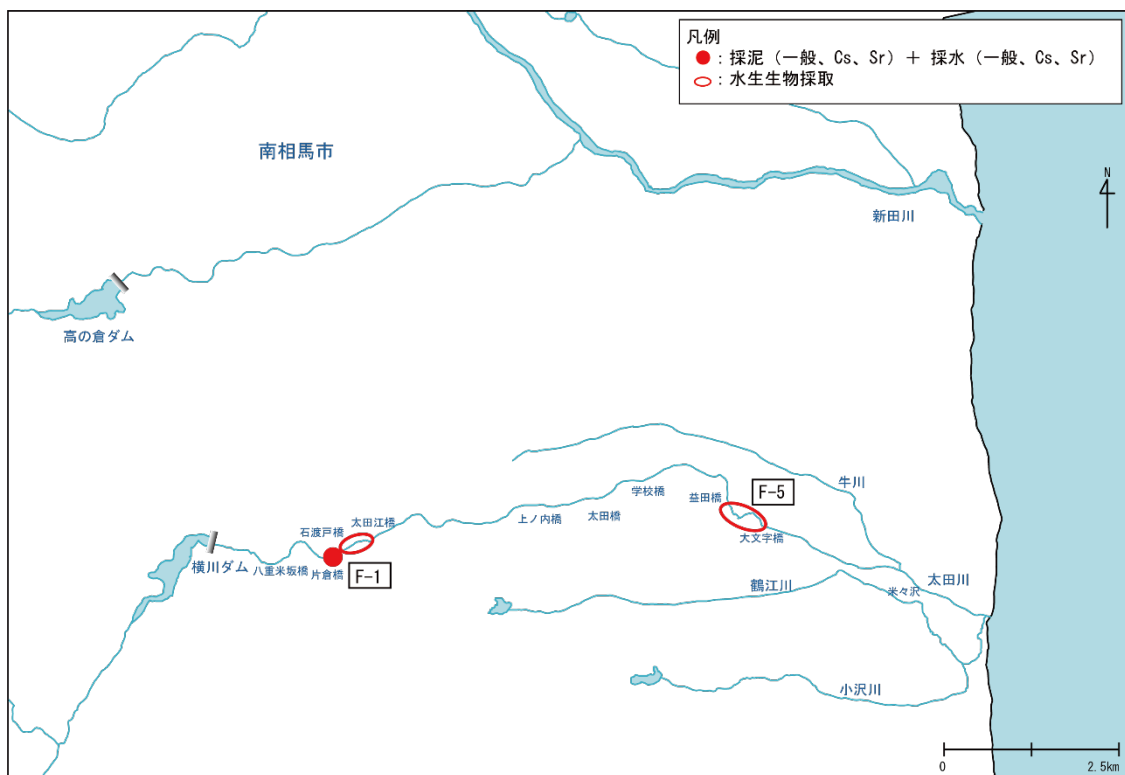 凡例
：採泥（一般、Cs、Sr）＋ 採水（一般、Cs、Sr）
：水生生物採取
南相馬市
N
新田川
高の倉ダム
牛川
学校橋
益田橋
F-5
上ノ内橋
太田橋
太田江橋
石渡戸橋
大文字橋
横川ダム
八重米坂橋
片倉橋
F-1
鶴江川
太田川
米々沢
小沢川
0
2.5km